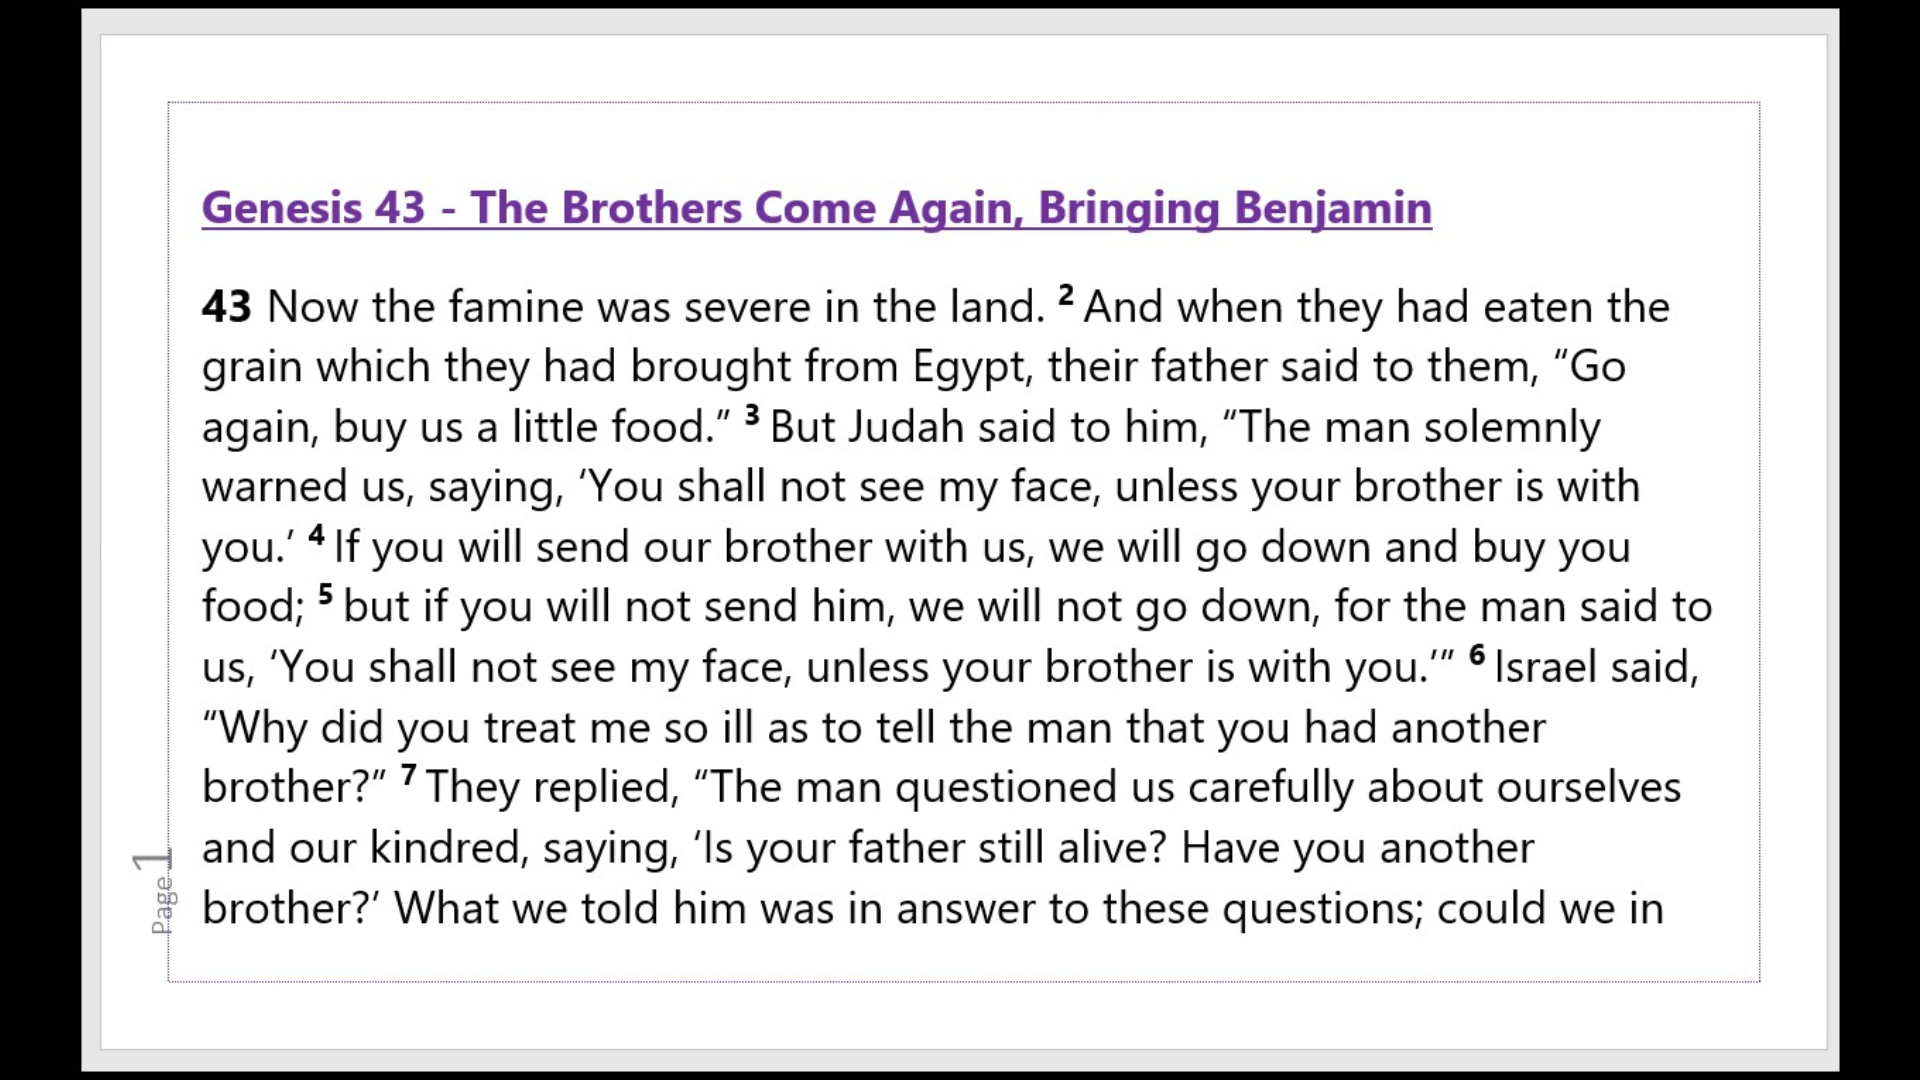 Genesis 43 - The Brothers Come Again, Bringing Benjamin
43 Now the famine was severe in the land. 2 And when they had eaten the
grain which they had brought from Egypt, their father said to them, “Go
again, buy us a little food.” 3 But Judah said to him, “The man solemnly
warned us, saying, ‘You shall not see my face, unless your brother is with
you.’ 4 If you will send our brother with us, we will go down and buy you
food; 5 but if you will not send him, we will not go down, for the man said to
us, ‘You shall not see my face, unless your brother is with you.’” 6 Israel said,
“Why did you treat me so ill as to tell the man that you had another
brother?” 7 They replied, “The man questioned us carefully about ourselves
and our kindred, saying, ‘Is your father still alive? Have you another
brother?’ What we told him was in answer to these questions; could we in
Page 1